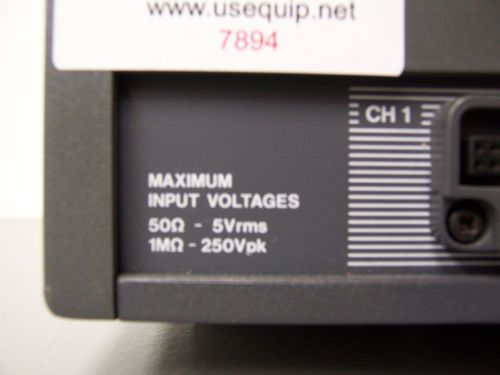 www.usequip.net
7894
CH 1
MAXIMUM
INPUT VOLTAGES
50Ω - 5Vrms
1MΩ - 250Vpk